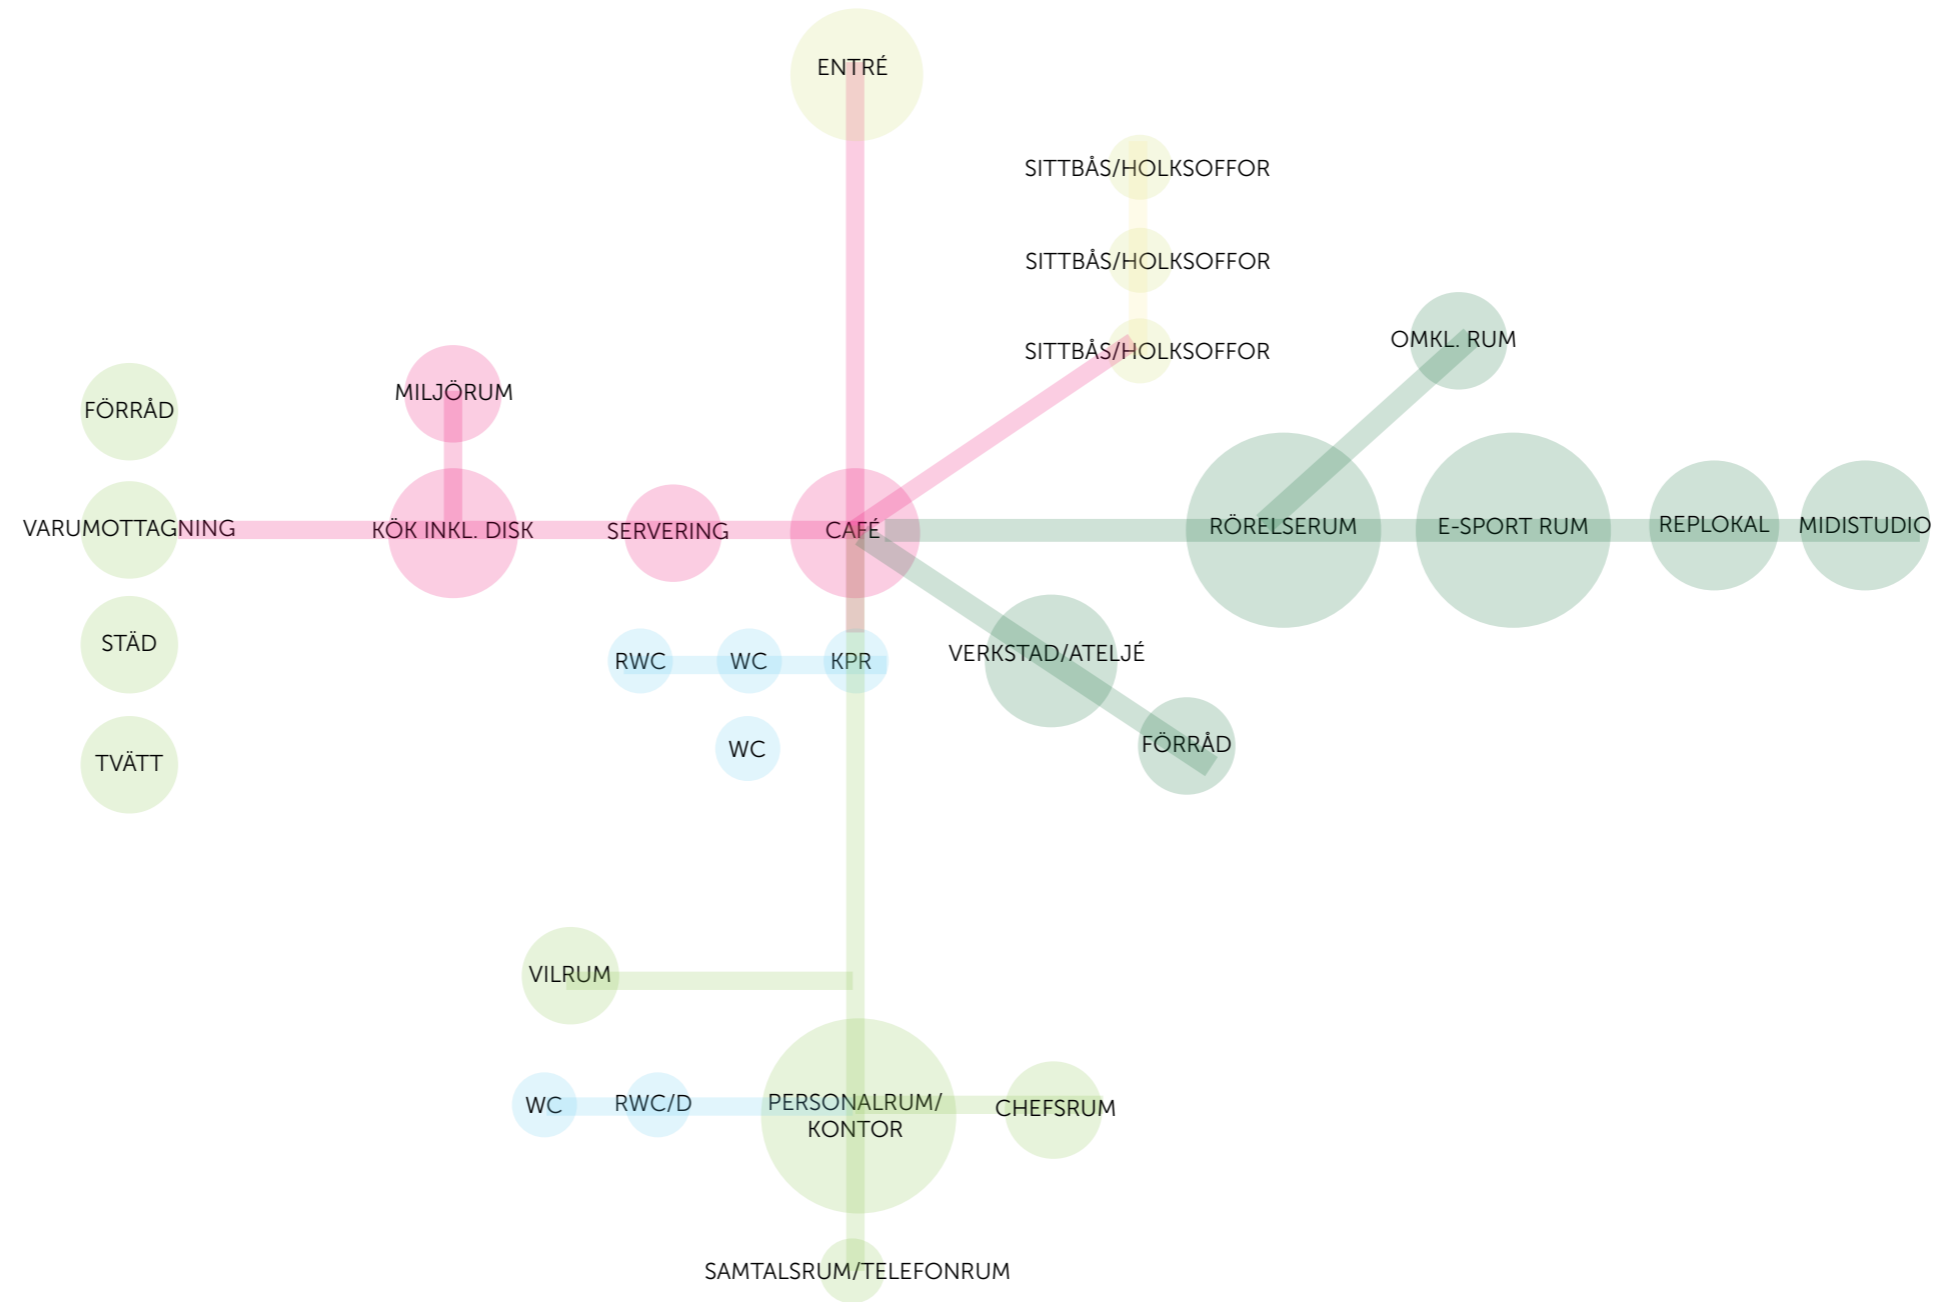 ENTRÉ
SITTBÅS/HOLKSOFFOR
SITTBÅS/HOLKSOFFOR
OMKL. RUM
SITTBÅS/HOLKSOFFOR
MILJÖRUM
FÖRRÅD
VARUMOTTAGNING
KÖK INKL. DISK
SERVERING
CAFÉ
RÖRELSERUM
E-SPORT RUM
REPLOKAL
MIDISTUDIO
STÄD
RWC
WC
KPR
VERKSTAD/ATELJÉ
WC
FÖRRÅD
TVÄTT
VILRUM
WC
RWC/D
PERSONALRUM/
KONTOR
CHEFSRUM
SAMTALSRUM/TELEFONRUM